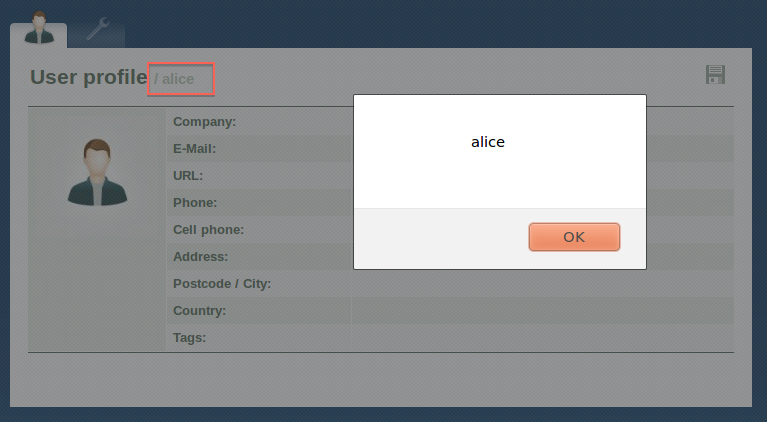 User profile / alice
Company:
E-Mail:
URL:
Phone:
Cell phone:
Address:
Postcode / City:
Country:
Tags:
alice
OK